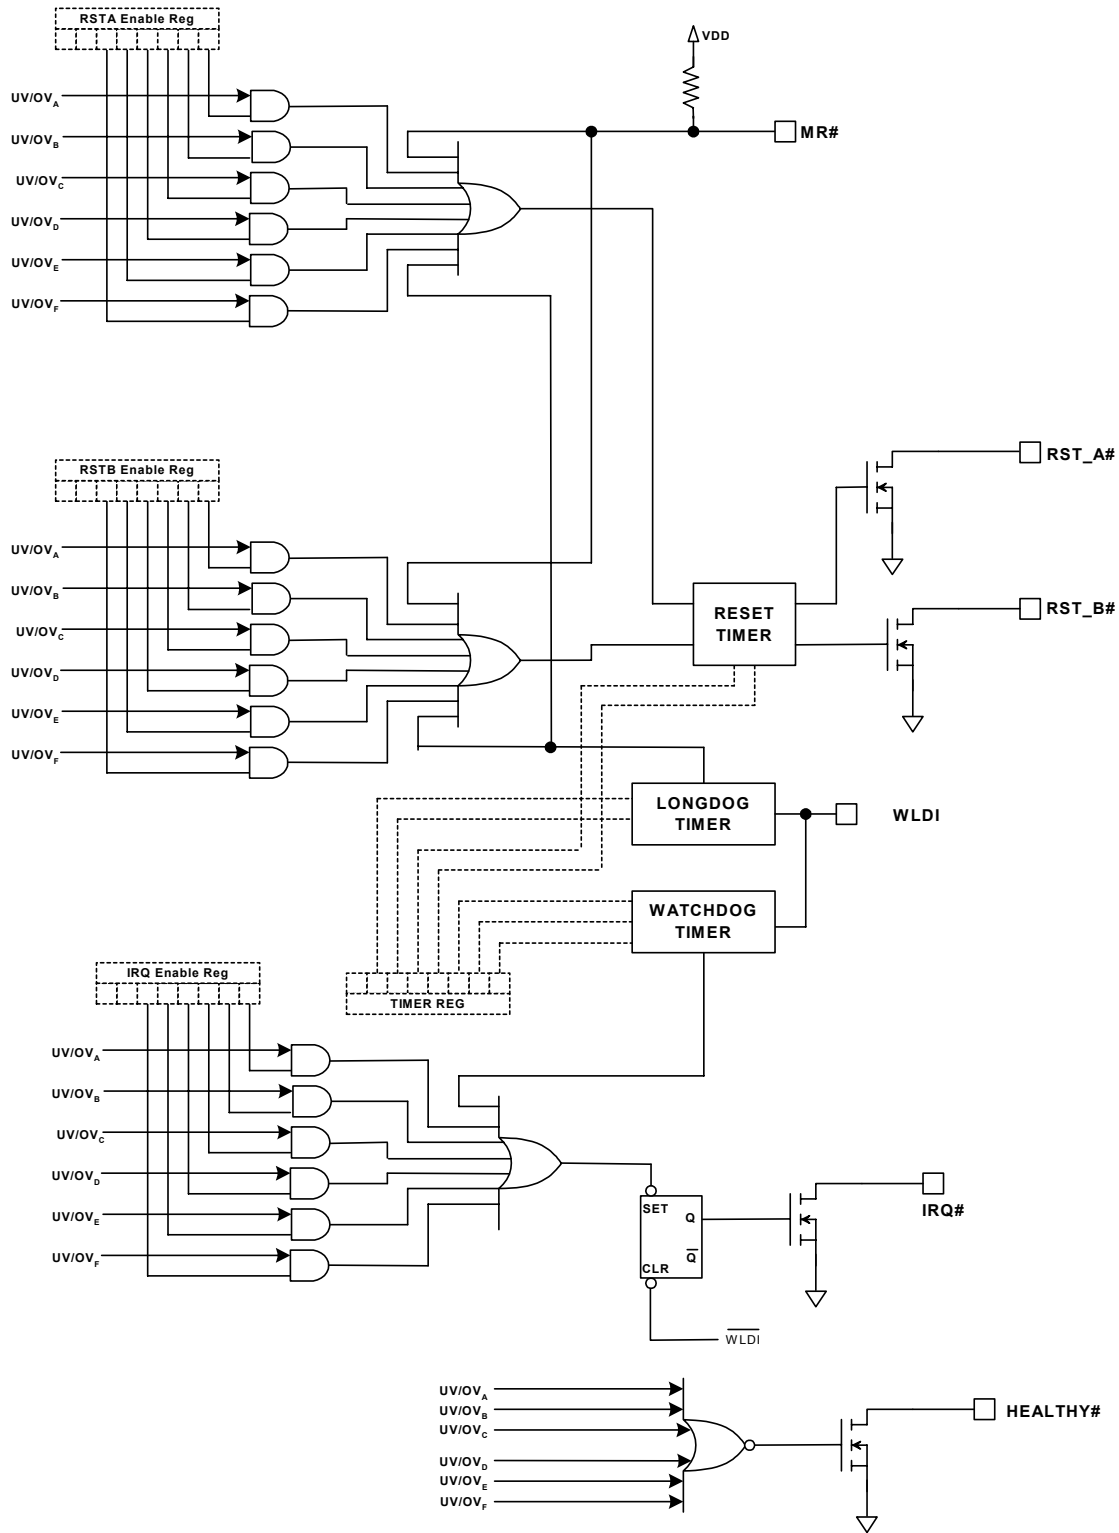 RSTA Enable Reg
VDD
UV/OVA
MR#
UV/OVB
UV/OVC
UV/OVD
UV/OVE
UV/OVF
RST_A#
RSTB Enable Reg
UV/OVA
UV/OVB
RST_B#
RESET
TIMER
UV/OVC
UV/OVD
UV/OVE
UV/OVF
LONGDOG
TIMER
WLDI
WATCHDOG
TIMER
IRQ Enable Reg
TIMER REG
UV/OVA
UV/OVB
UV/OVC
UV/OVD
UV/OVE
UV/OVF
IRQ#
SET
Q
Q̅
CLR
W̅L̅D̅I̅
UV/OVA
UV/OVB
UV/OVC
UV/OVD
UV/OVE
UV/OVF
HEALTHY#